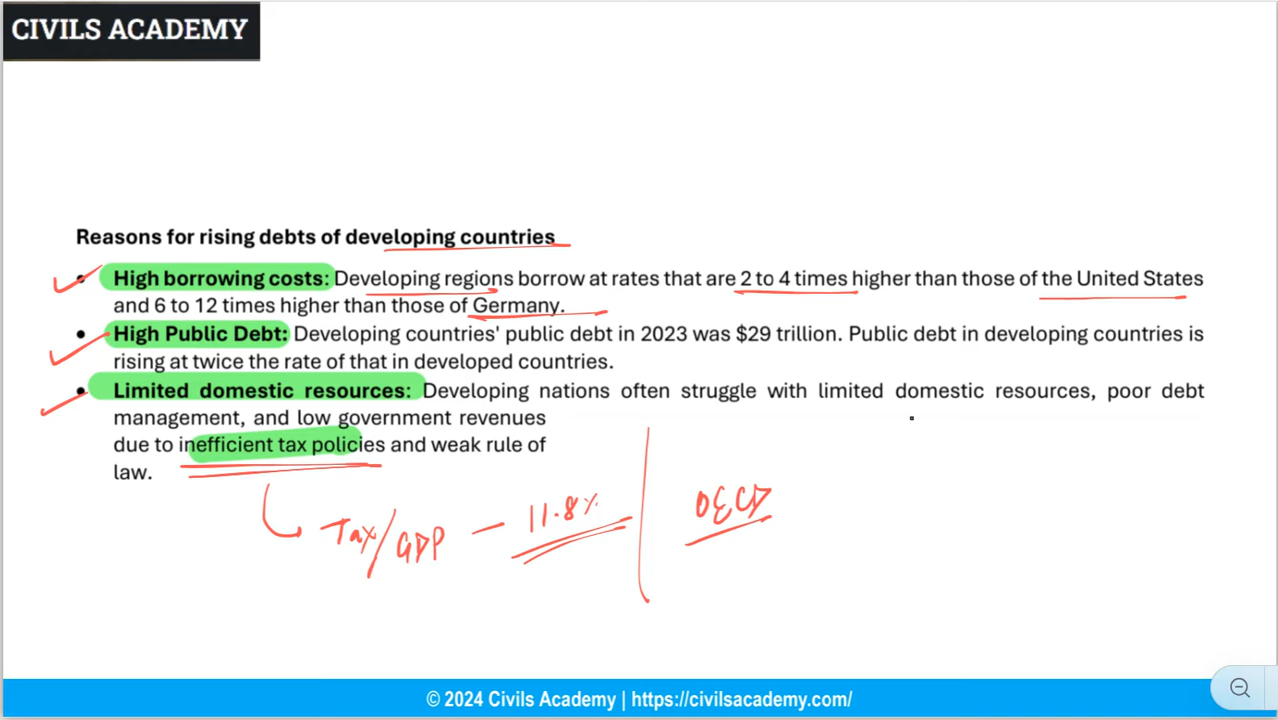 CIVILS ACADEMY
Reasons for rising debts of developing countries
• High borrowing costs: Developing regions borrow at rates that are 2 to 4 times higher than those of the United States
and 6 to 12 times higher than those of Germany.
• High Public Debt: Developing countries' public debt in 2023 was $29 trillion. Public debt in developing countries is
rising at twice the rate of that in developed countries.
• Limited domestic resources: Developing nations often struggle with limited domestic resources, poor debt
management, and low government revenues
due to inefficient tax policies and weak rule of
law.
Tax/GDP – 11.8%
OECD
© 2024 Civils Academy | https://civilsacademy.com/